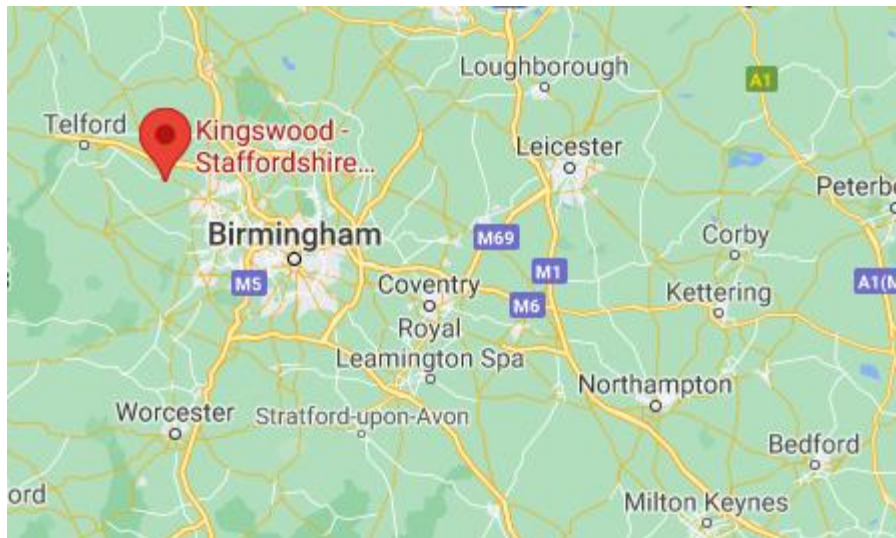 Loughborough
A1
Telford
Kingswood -
Staffordshire...
Leicester
Peterb
Birmingham
M69
Corby
M5
M1
A1(M
Coventry
M6
Kettering
Royal
Leamington Spa
Northampton
Worcester
Stratford-upon-Avon
Bedford
ord
Milton Keynes